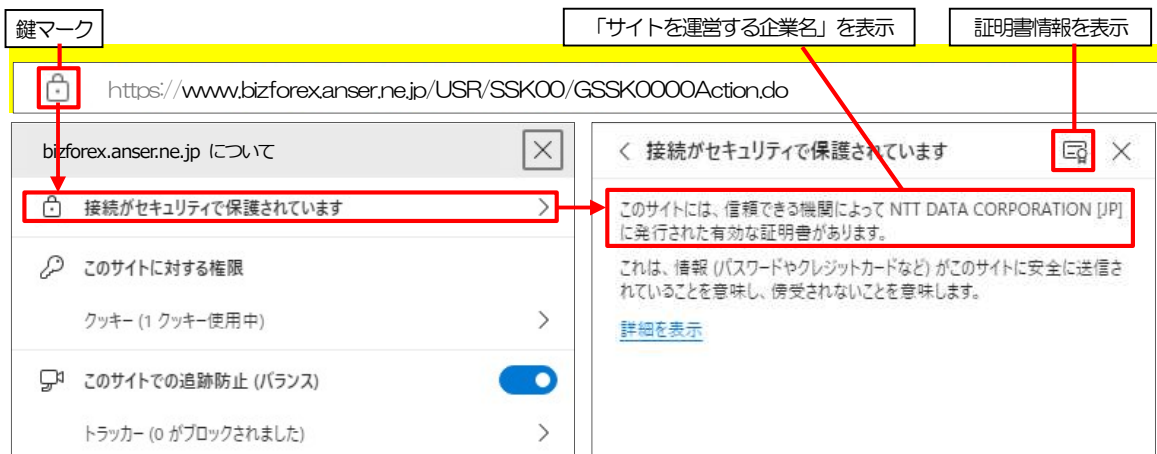 鍵マーク
「サイトを運営する企業名」を表示
証明書情報を表示
https://www.bizforex.anser.ne.jp/USR/SSK00/GSSK0000Action.do
bizforex.anser.ne.jp について
接続がセキュリティで保護されています
このサイトに対する権限
クッキー (1 クッキー使用中)
このサイトでの追跡防止 (バランス)
トラッカー (0 がブロックされました)
接続がセキュリティで保護されています
このサイトには、信頼できる機関によって NTT DATA CORPORATION [JP]
に発行された有効な証明書があります。
これは、情報 (パスワードやクレジットカードなど) がこのサイトに安全に送信さ
れていることを意味し、傍受されないことを意味します。
詳細を表示